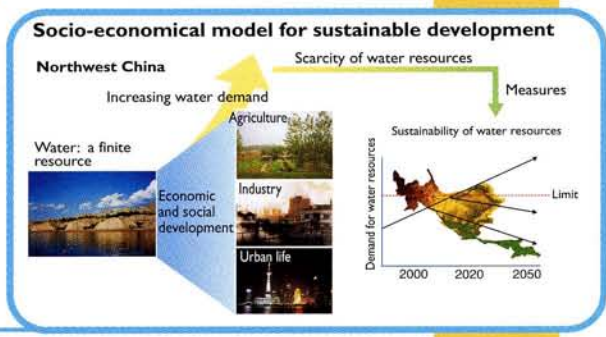 Socio-economical model for sustainable development
Northwest China
Scarcity of water resources
Increasing water demand
Measures
Water: a finite
resource
Economic
and social
development
Agriculture
Industry
Urban life
Sustainability of water resources
Demand for water resources
Limit
2000 2020 2050